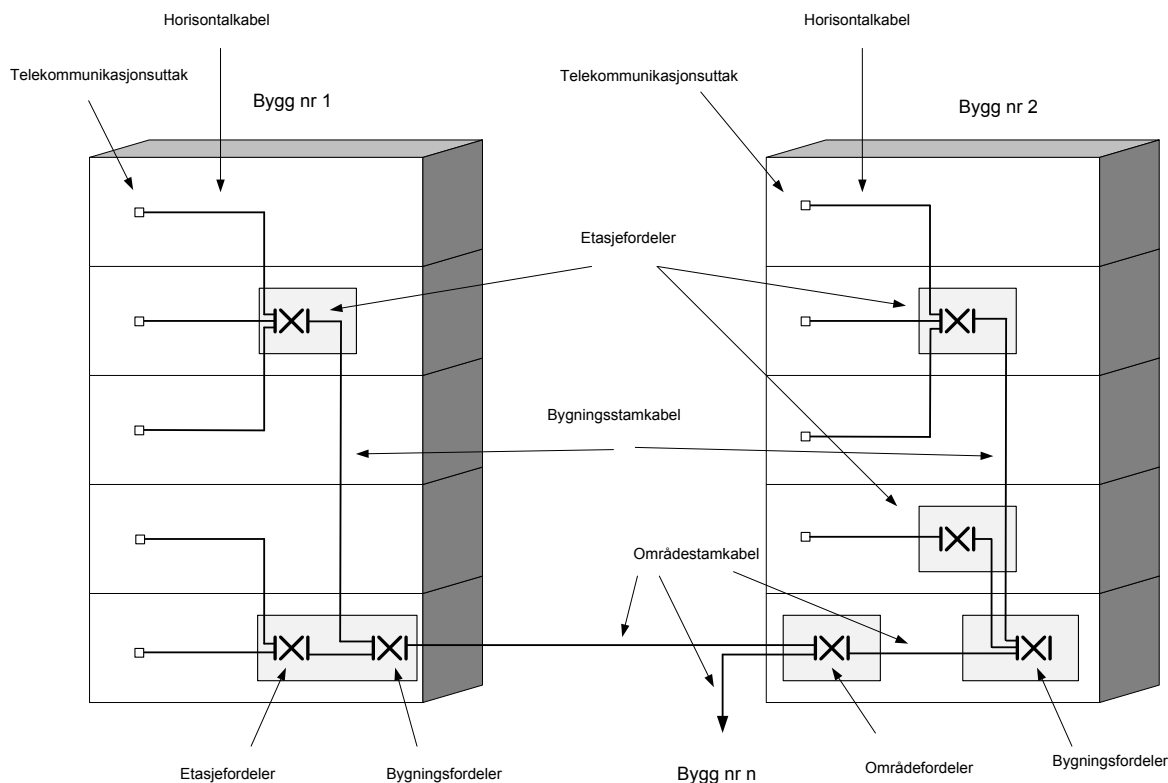 Horisontalkabel
Horisontalkabel
Telekommunikasjonsuttak
Telekommunikasjonsuttak
Bygg nr 1
Bygg nr 2
Etasjefordeler
Bygningsstamkabel
Områdestamkabel
Etasjefordeler
Bygningsfordeler
Bygg nr n
Områdefordeler
Bygningsfordeler